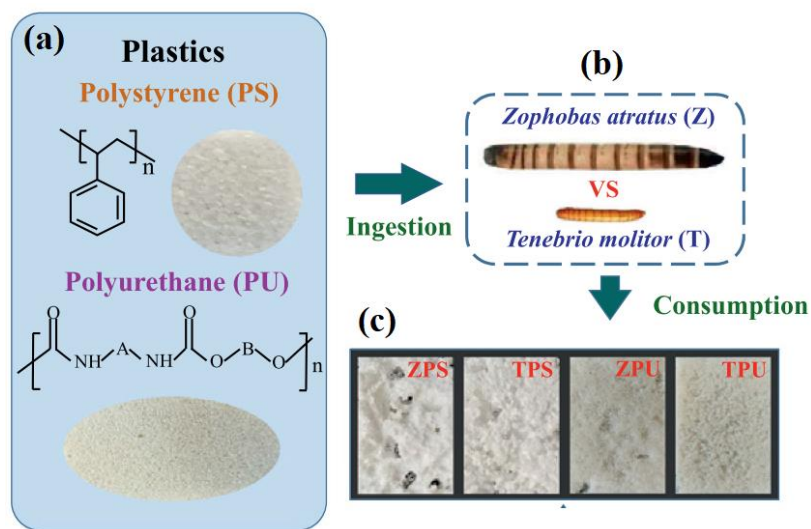 (a)
Plastics
Polystyrene (PS)
n
Polyurethane (PU)
O O
NH A NH O B O n
Ingestion
(b)
Zophobas atratus (Z)
VS
Tenebrio molitor (T)
Consumption
(c)
ZPS TPS ZPU TPU